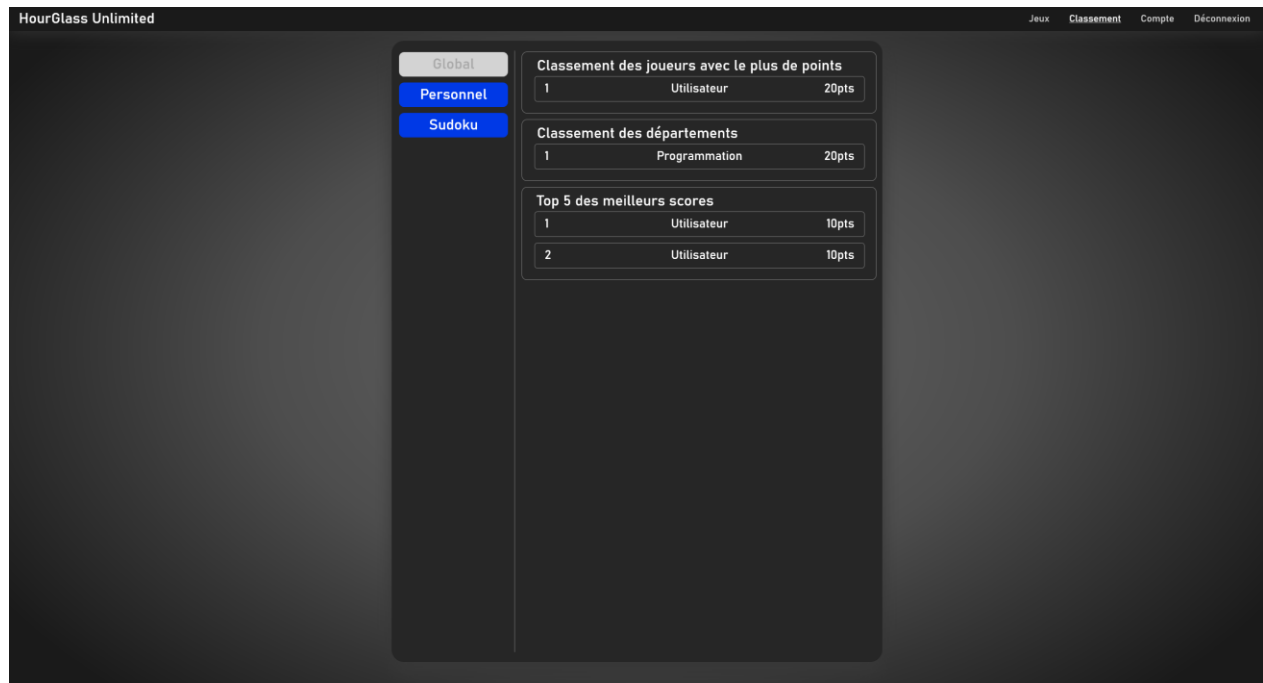 HourGlass Unlimited
Jeux Classement Compte Déconnexion
Global
Personnel
Sudoku
Classement des joueurs avec le plus de points
1 Utilisateur 20pts
Classement des départements
1 Programmation 20pts
Top 5 des meilleurs scores
1 Utilisateur 10pts
2 Utilisateur 10pts